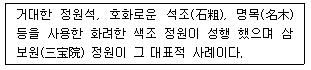 거대한 정원석, 호화로운 석조(石粗), 명목(名木)
등을 사용한 화려한 색조 정원이 성행 했으며 삼
보원(三宝院) 정원이 그 대표적 사례이다.